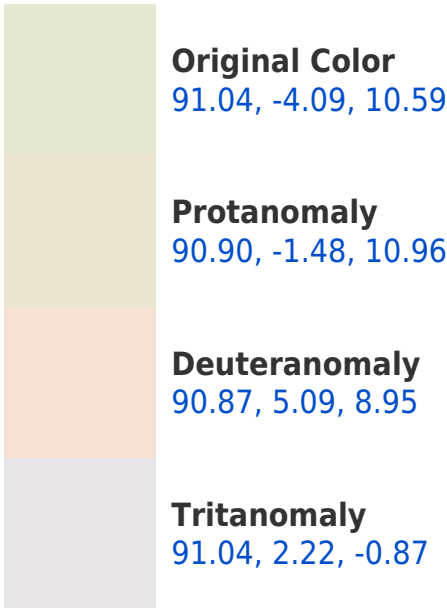 Original Color
91.04, -4.09, 10.59
Protanomaly
90.90, -1.48, 10.96
Deuteranomaly
90.87, 5.09, 8.95
Tritanomaly
91.04, 2.22, -0.87